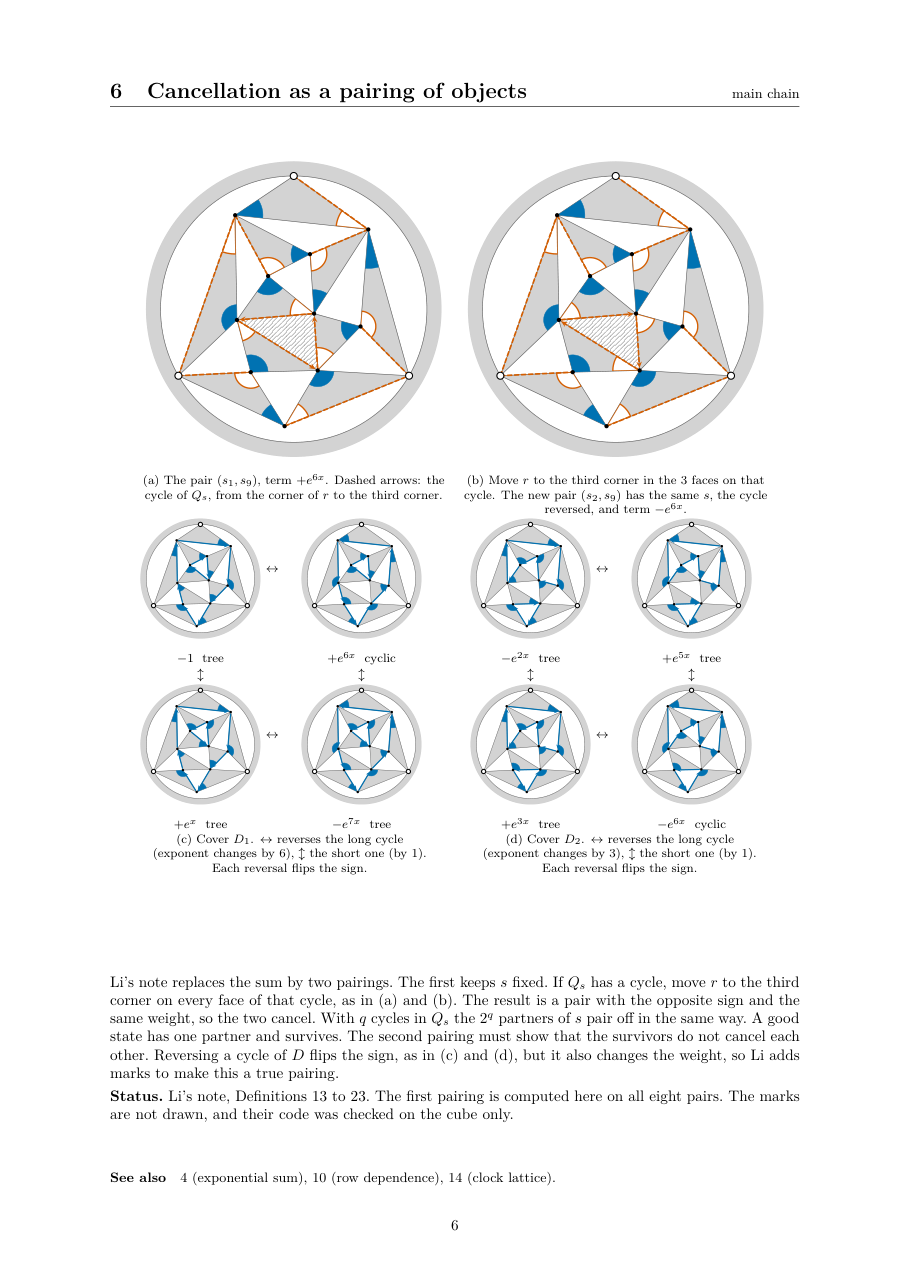 6 Cancellation as a pairing of objects main chain
(a) The pair (s₁, s₉), term +e⁶ˣ. Dashed arrows: the
cycle of Qₛ, from the corner of r to the third corner.
(b) Move r to the third corner in the 3 faces on that
cycle. The new pair (s₂, s₉) has the same s, the cycle
reversed, and term −e⁶ˣ.
↔ ↔
−1 tree +e⁶ˣ cyclic −e²ˣ tree +e⁵ˣ tree
↕ ↕ ↕ ↕
↔ ↔
+eˣ tree −e⁷ˣ tree +e³ˣ tree −e⁶ˣ cyclic
(c) Cover D₁. ↔ reverses the long cycle
(exponent changes by 6), ↕ the short one (by 1).
Each reversal flips the sign.
(d) Cover D₂. ↔ reverses the long cycle
(exponent changes by 3), ↕ the short one (by 1).
Each reversal flips the sign.
Li's note replaces the sum by two pairings. The first keeps s fixed. If Qₛ has a cycle, move r to the third
corner on every face of that cycle, as in (a) and (b). The result is a pair with the opposite sign and the
same weight, so the two cancel. With q cycles in Qₛ the 2^q partners of s pair off in the same way. A good
state has one partner and survives. The second pairing must show that the survivors do not cancel each
other. Reversing a cycle of D flips the sign, as in (c) and (d), but it also changes the weight, so Li adds
marks to make this a true pairing.
Status. Li's note, Definitions 13 to 23. The first pairing is computed here on all eight pairs. The marks
are not drawn, and their code was checked on the cube only.
See also 4 (exponential sum), 10 (row dependence), 14 (clock lattice).
6